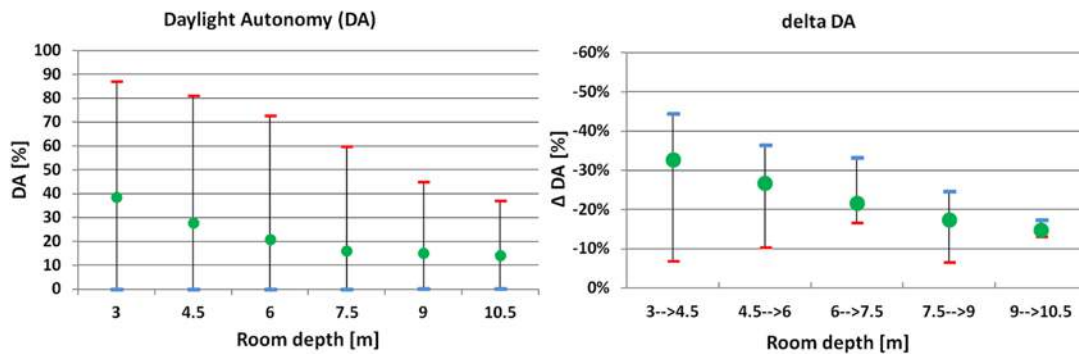 Daylight Autonomy (DA)
100
90
80
70
60
50
40
30
20
10
0
DA [%]
3 4.5 6 7.5 9 10.5
Room depth [m]
delta DA
-60%
-50%
-40%
-30%
-20%
-10%
0%
Δ DA [%]
3-->4.5 4.5-->6 6-->7.5 7.5-->9 9-->10.5
Room depth [m]